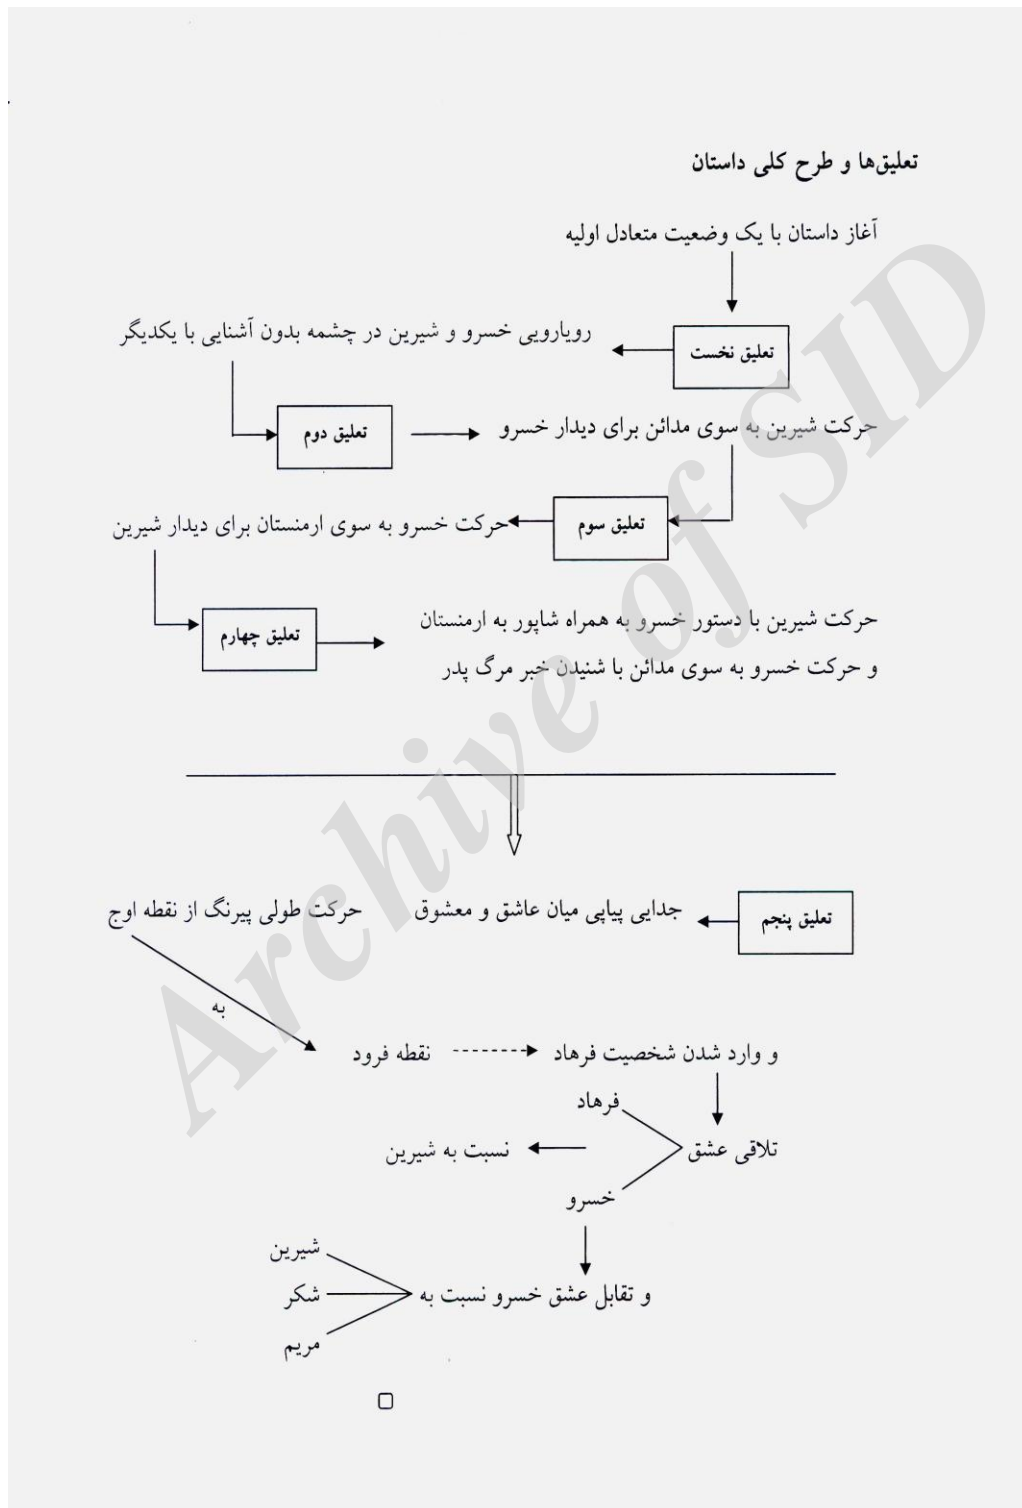 تعلیق‌ها و طرح کلی داستان
آغاز داستان با یک وضعیت متعادل اولیه
تعلیق نخست
رویارویی خسرو و شیرین در چشمه بدون آشنایی با یکدیگر
تعلیق دوم
حرکت شیرین به سوی مدائن برای دیدار خسرو
تعلیق سوم
حرکت خسرو به سوی ارمنستان برای دیدار شیرین
تعلیق چهارم
حرکت شیرین با دستور خسرو به همراه شاپور به ارمنستان
و حرکت خسرو به سوی مدائن با شنیدن خبر مرگ پدر
تعلیق پنجم
جدایی پیاپی میان عاشق و معشوق
حرکت طولی پیرنگ از نقطه اوج
به
نقطه فرود
و وارد شدن شخصیت فرهاد
تلاقی عشق
فرهاد
خسرو
نسبت به شیرین
و تقابل عشق خسرو نسبت به
شیرین
شکر
مریم
Archive of SID